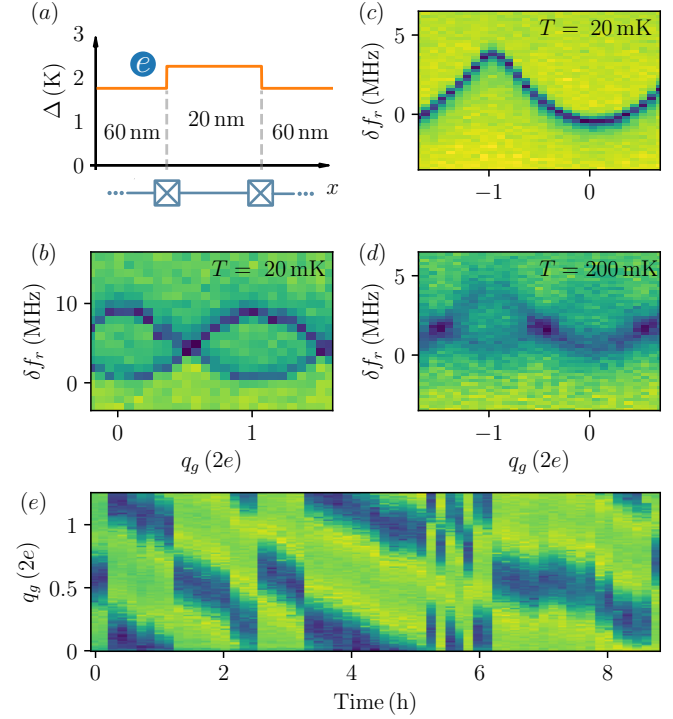 (a)
Δ (K)
3
2
1
0
e
60 nm
20 nm
60 nm
x
(b)
T = 20 mK
δf_r (MHz)
10
0
0
1
q_g (2e)
(c)
T = 20 mK
δf_r (MHz)
5
0
−1
0
(d)
T = 200 mK
δf_r (MHz)
5
0
−1
0
q_g (2e)
(e)
q_g (2e)
1
0.5
0
0
2
4
6
8
Time (h)